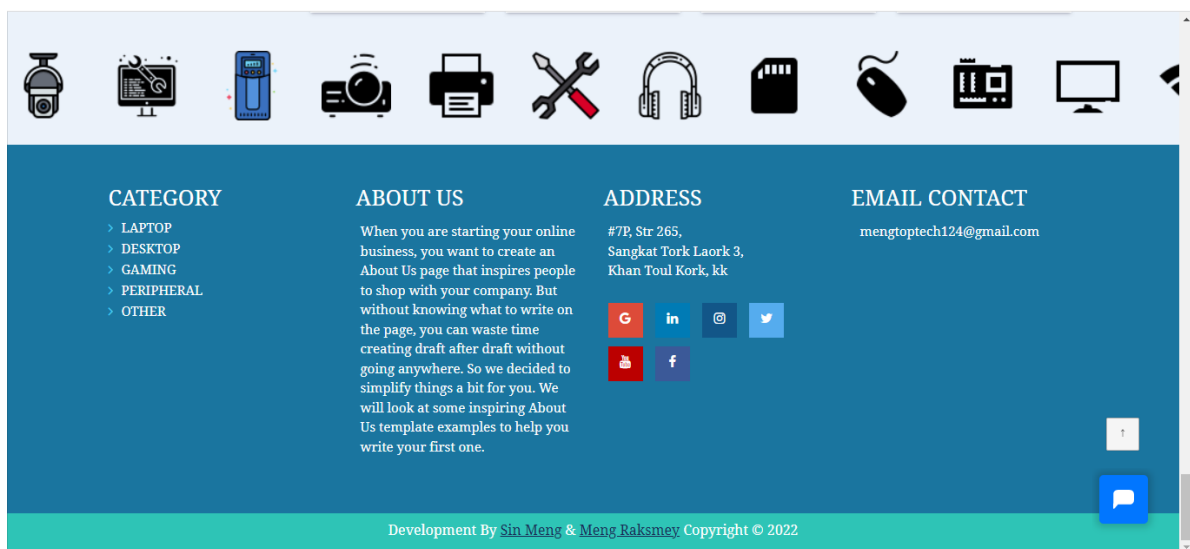 CATEGORY
LAPTOP
DESKTOP
GAMING
PERIPHERAL
OTHER
ABOUT US
When you are starting your online
business, you want to create an
About Us page that inspires people
to shop with your company. But
without knowing what to write on
the page, you can waste time
creating draft after draft without
going anywhere. So we decided to
simplify things a bit for you. We
will look at some inspiring About
Us template examples to help you
write your first one.
ADDRESS
#7P, Str 265,
Sangkat Tork Laork 3,
Khan Toul Kork, kk
G in f
EMAIL CONTACT
mengtoptech124@gmail.com
Development By Sin Meng & Meng Raksmey Copyright © 2022